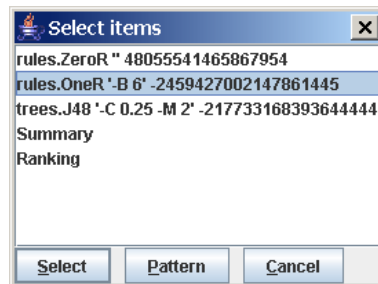 Select items
rules.ZeroR '' 48055541465867954
rules.OneR '-B 6' -2459427002147861445
trees.J48 '-C 0.25 -M 2' -217733168393644444
Summary
Ranking
Select
Pattern
Cancel